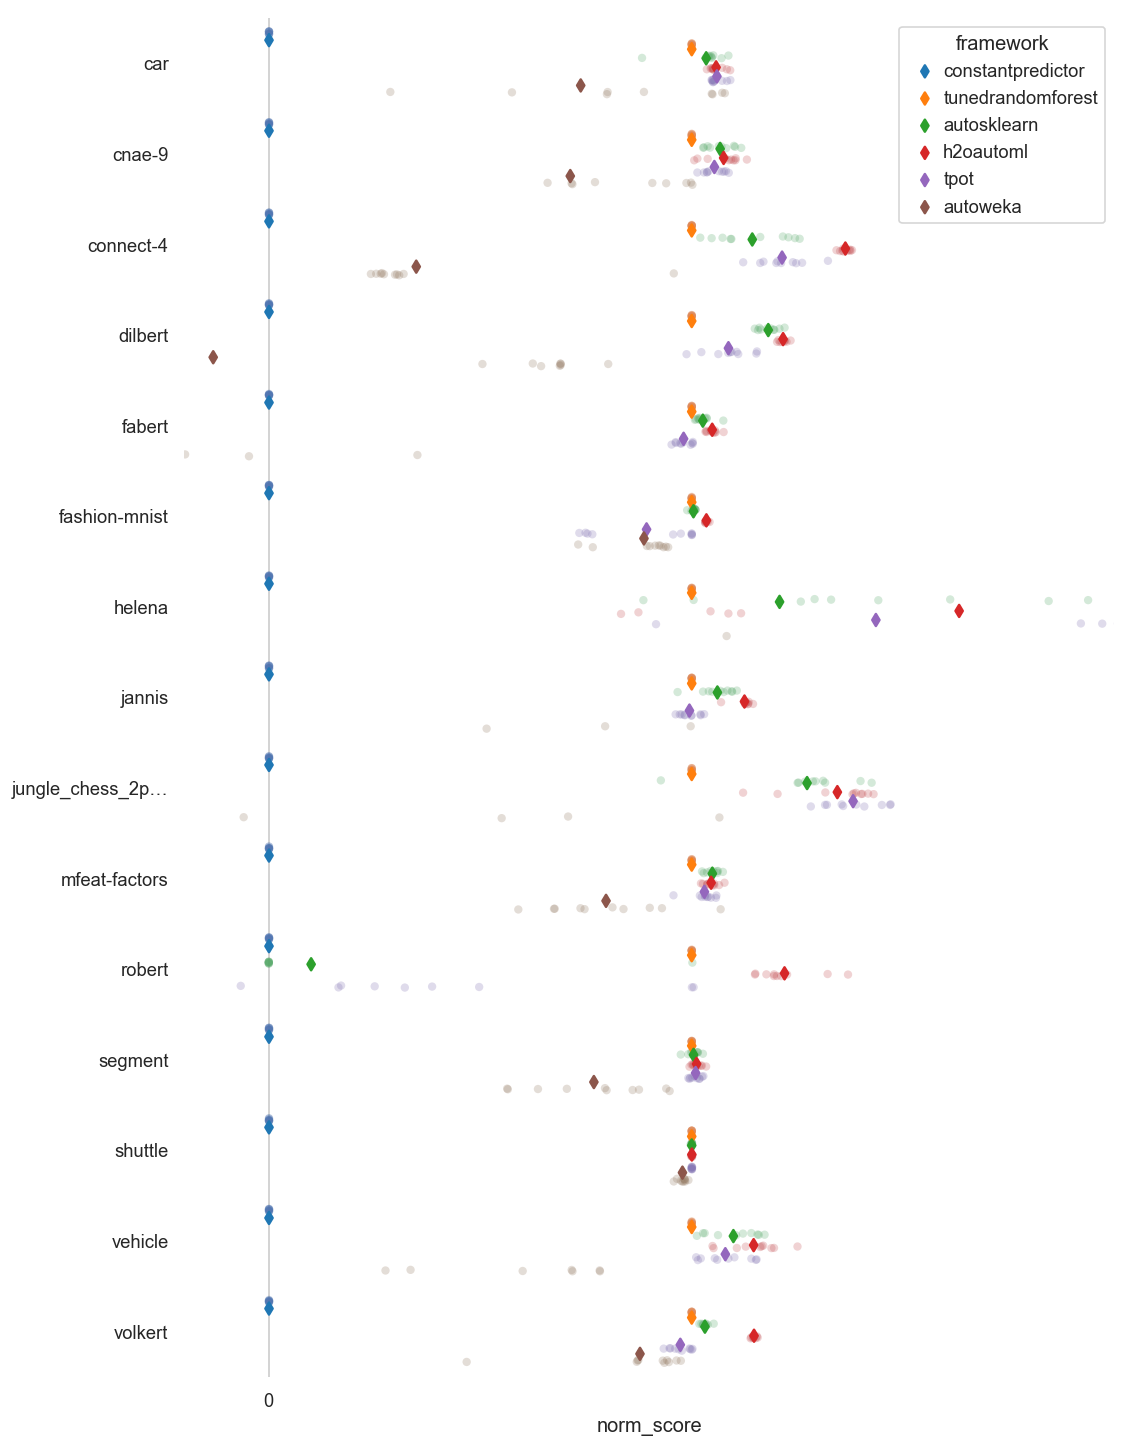 framework
constantpredictor
tunedrandomforest
autosklearn
h2oautoml
tpot
autoweka
car
cnae-9
connect-4
dilbert
fabert
fashion-mnist
helena
jannis
jungle_chess_2p…
mfeat-factors
robert
segment
shuttle
vehicle
volkert
0
norm_score